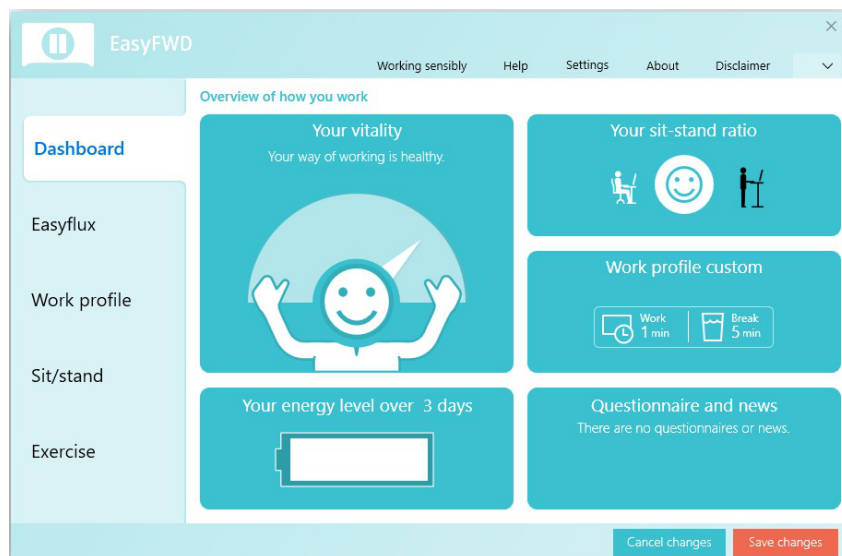 EasyFWD
Working sensibly
Help
Settings
About
Disclaimer
Overview of how you work
Dashboard
Easyflux
Work profile
Sit/stand
Exercise
Your vitality
Your way of working is healthy.
Your sit-stand ratio
Work profile custom
Work
1 min
Break
5 min
Your energy level over 3 days
Questionnaire and news
There are no questionnaires or news.
Cancel changes
Save changes